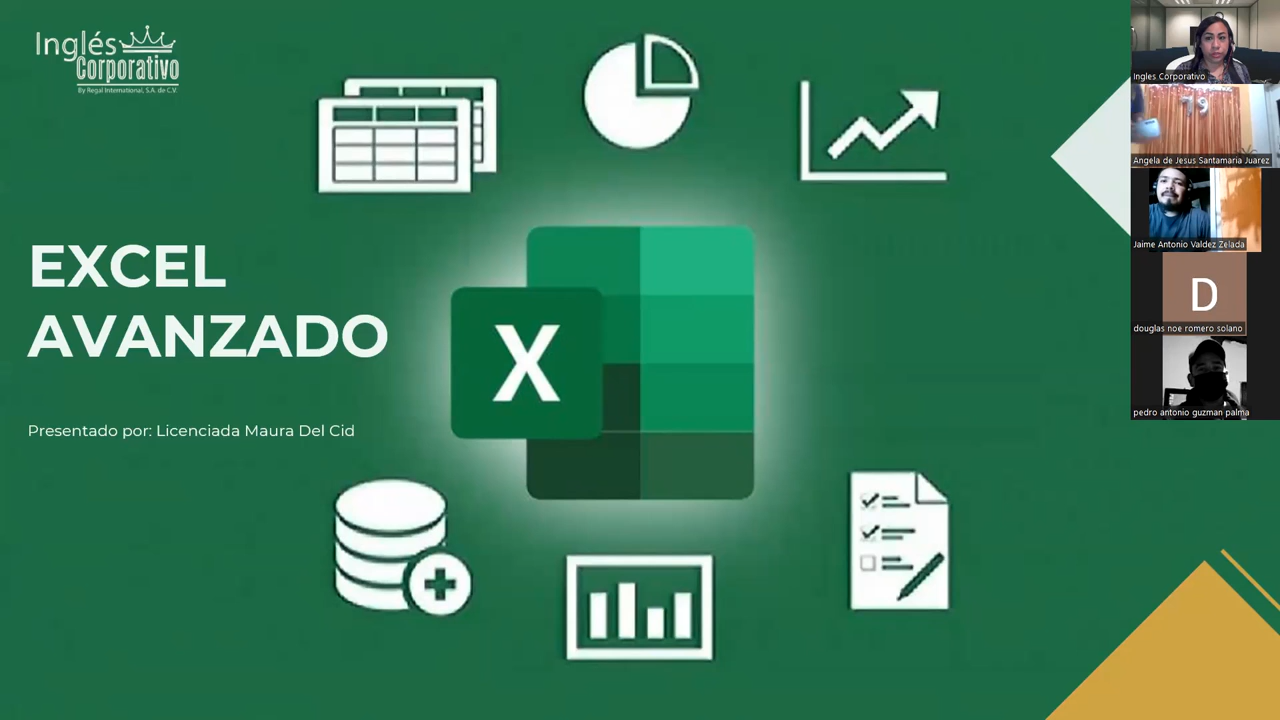 Inglés
Corporativo
By Regal International, S.A. de C.V.
EXCEL
AVANZADO
Presentado por: Licenciada Maura Del Cid
X
Ingles Corporativo
79
Angela de Jesus Santamaria Juarez
Jaime Antonio Valdez Zelada
D
douglas noe romero solano
pedro antonio guzman palma